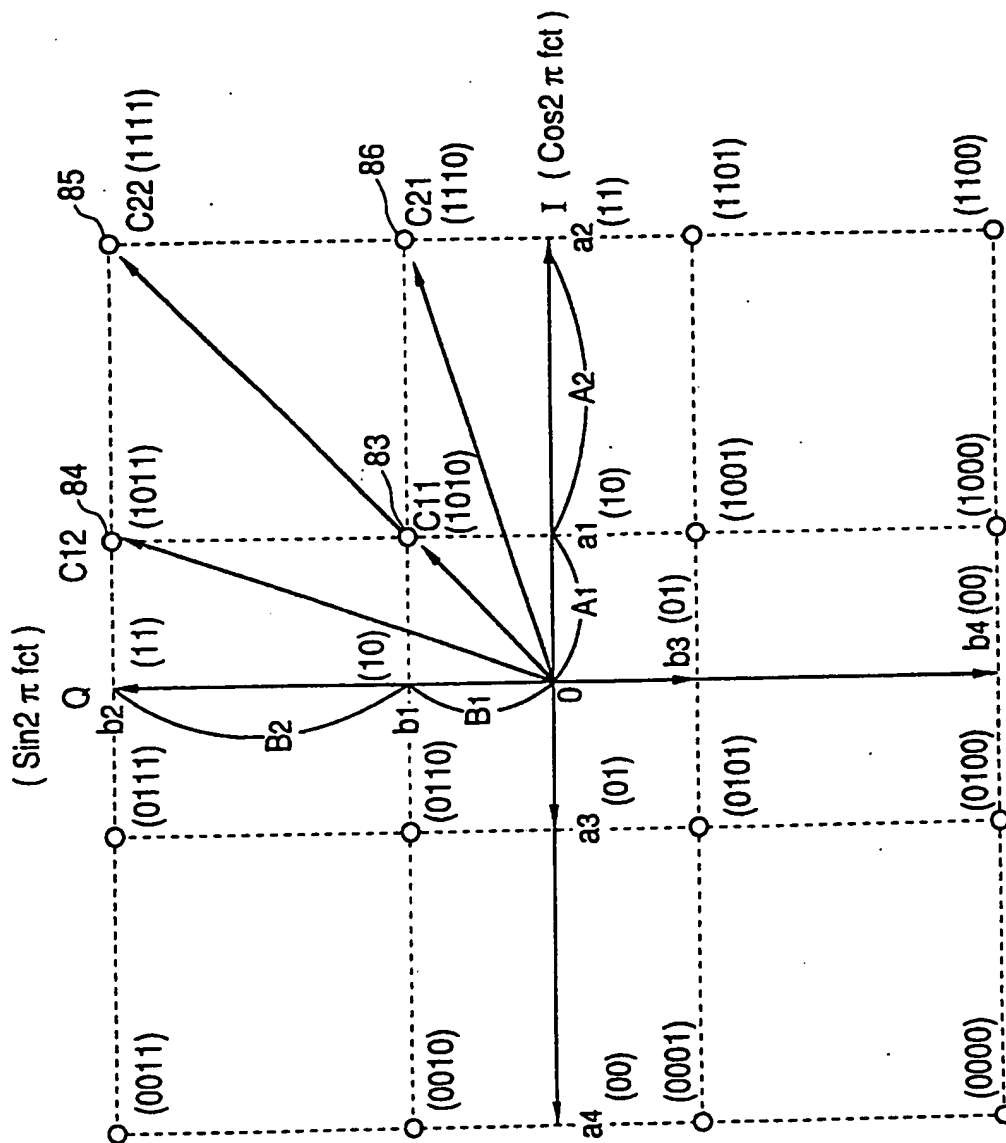 ( Sin2 π fct )
Q
C12
84
85
(0011)
(0111)
b2
(11)
(1011)
C22 (1111)
B2
83
86
(0010)
(0110)
b1
(10)
C11
(1010)
C21
(1110)
B1
I ( Cos2 π fct )
0
A1
A2
a4
(00)
a3
(01)
a1
(10)
a2
(11)
(0001)
(0101)
b3 (01)
(1001)
(1101)
(0000)
(0100)
b4 (00)
(1000)
(1100)